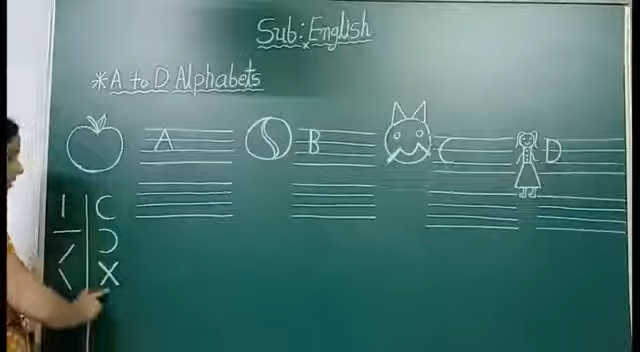 Sub: English
*A to D Alphabets
A B C D
| C
— Ɔ
/ X
\